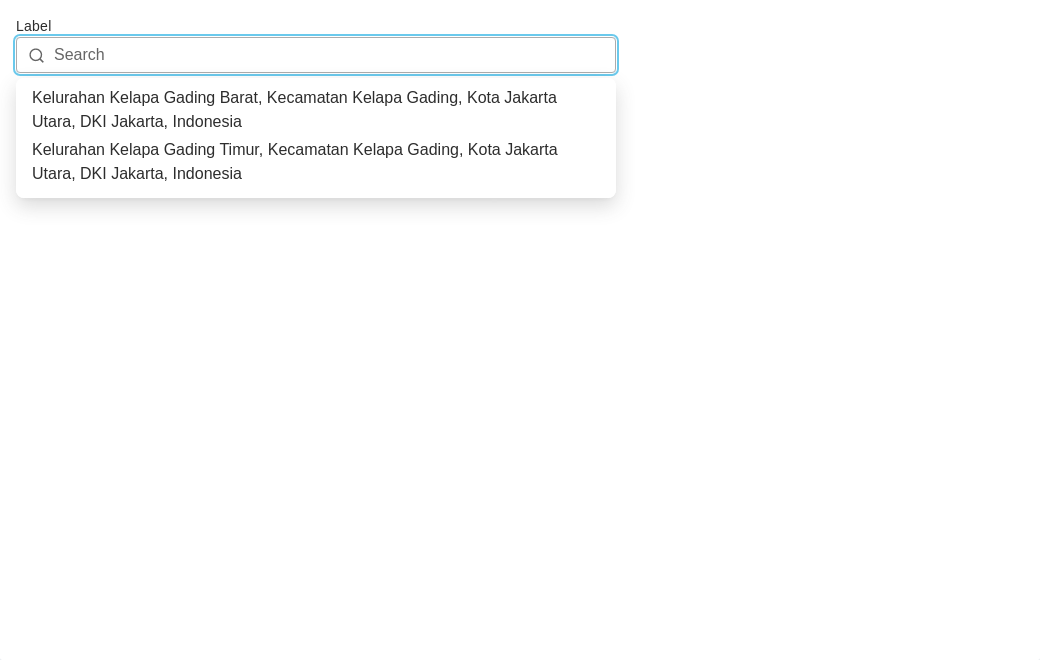 Label
Search
Kelurahan Kelapa Gading Barat, Kecamatan Kelapa Gading, Kota Jakarta
Utara, DKI Jakarta, Indonesia
Kelurahan Kelapa Gading Timur, Kecamatan Kelapa Gading, Kota Jakarta
Utara, DKI Jakarta, Indonesia